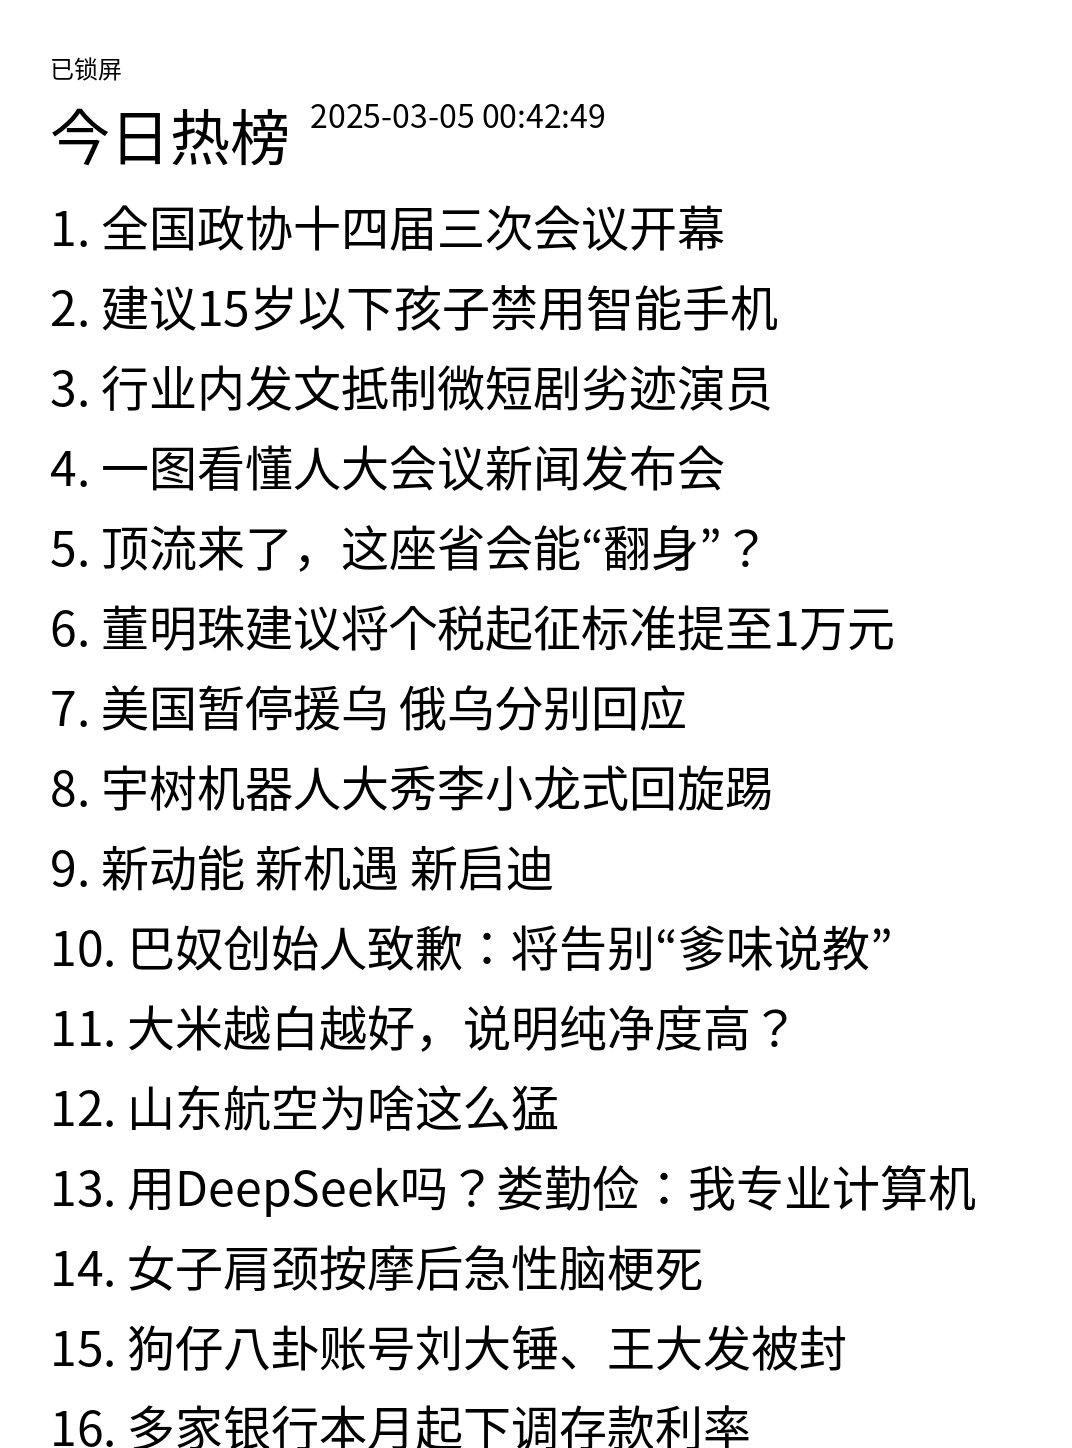 已锁屏
今日热榜 2025-03-05 00:42:49
1. 全国政协十四届三次会议开幕
2. 建议15岁以下孩子禁用智能手机
3. 行业内发文抵制微短剧劣迹演员
4. 一图看懂人大会议新闻发布会
5. 顶流来了，这座省会能“翻身”？
6. 董明珠建议将个税起征标准提至1万元
7. 美国暂停援乌 俄乌分别回应
8. 宇树机器人大秀李小龙式回旋踢
9. 新动能 新机遇 新启迪
10. 巴奴创始人致歉：将告别“爹味说教”
11. 大米越白越好，说明纯净度高？
12. 山东航空为啥这么猛
13. 用DeepSeek吗？娄勤俭：我专业计算机
14. 女子肩颈按摩后急性脑梗死
15. 狗仔八卦账号刘大锤、王大发被封
16. 多家银行本月起下调存款利率